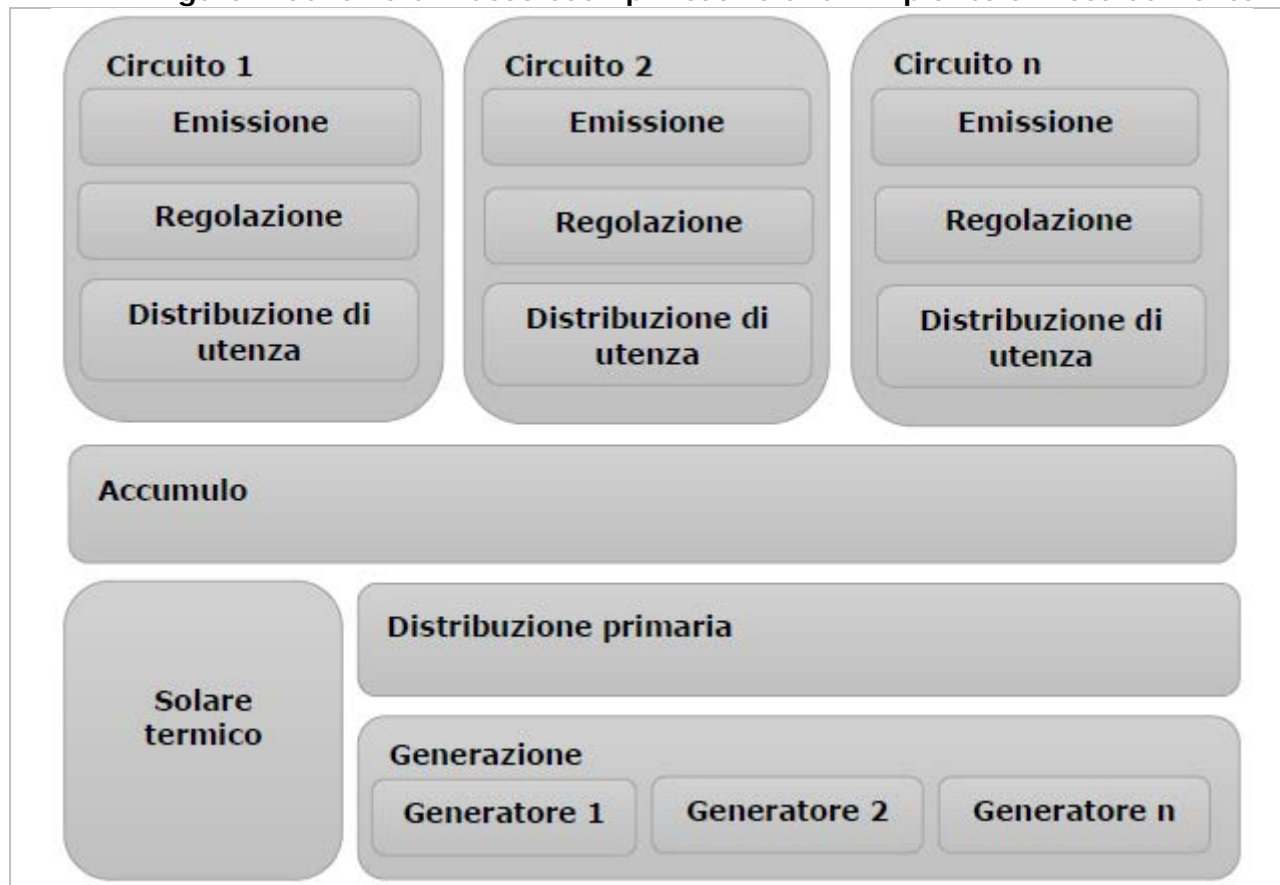 Circuito 1
Circuito 2
Circuito n
Emissione
Emissione
Emissione
Regolazione
Regolazione
Regolazione
Distribuzione di
utenza
Distribuzione di
utenza
Distribuzione di
utenza
Accumulo
Solare
termico
Distribuzione primaria
Generazione
Generatore 1
Generatore 2
Generatore n